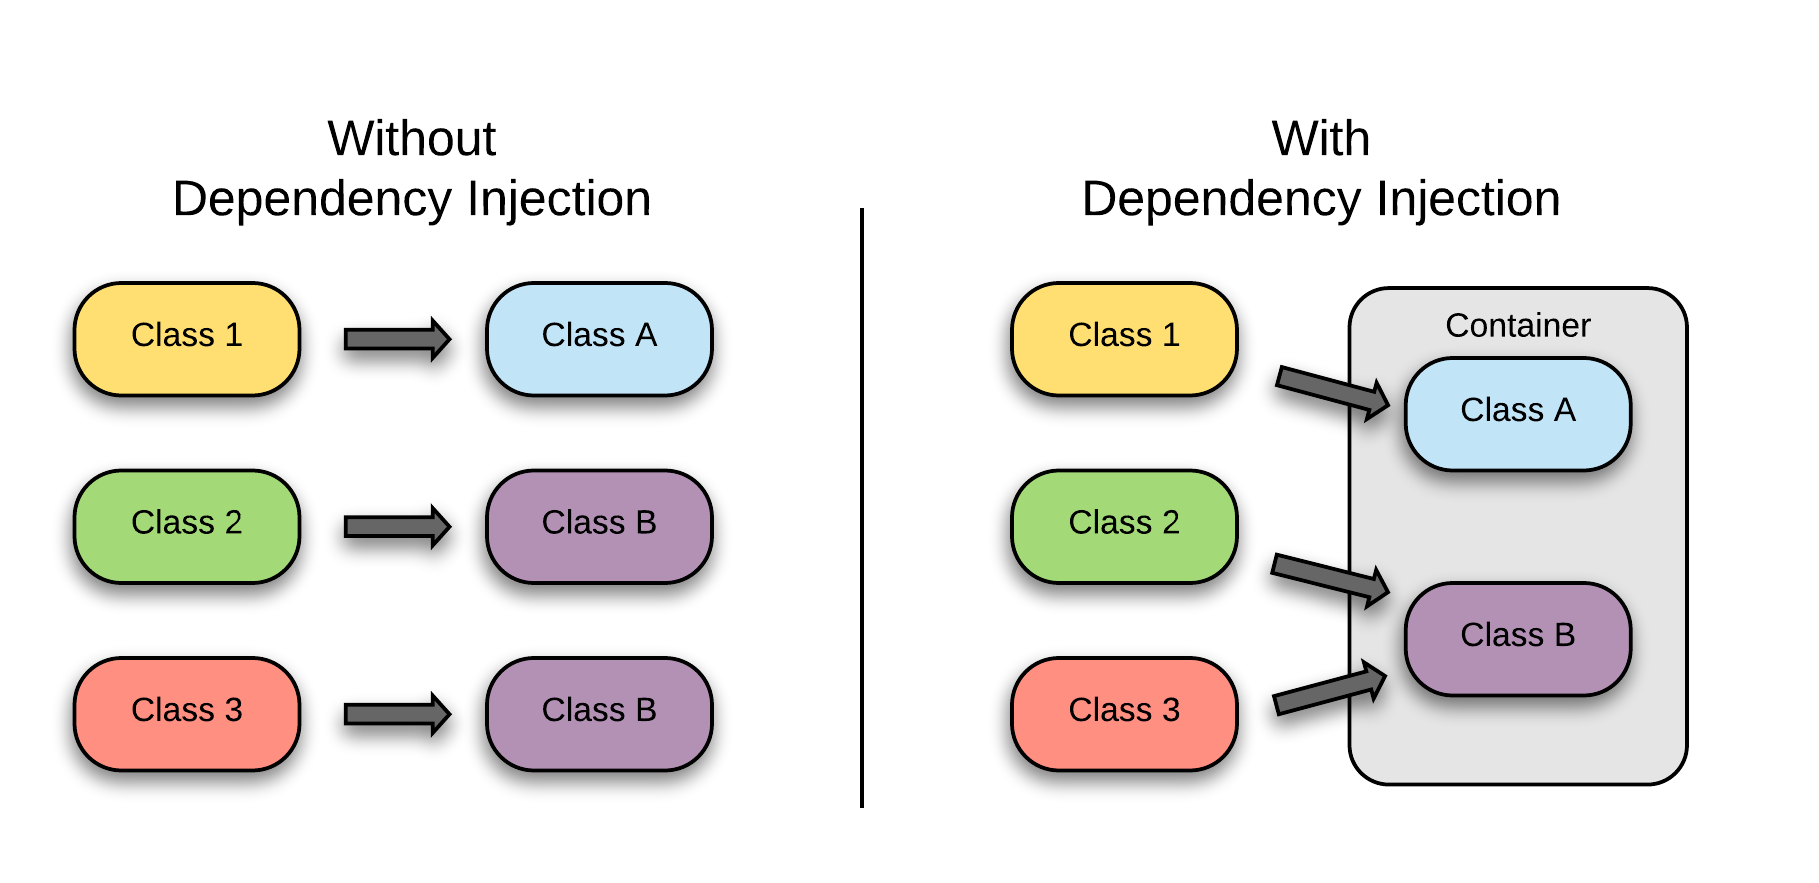 Without
Dependency Injection
Class 1
Class A
Class 2
Class B
Class 3
Class B
With
Dependency Injection
Class 1
Container
Class A
Class 2
Class B
Class 3